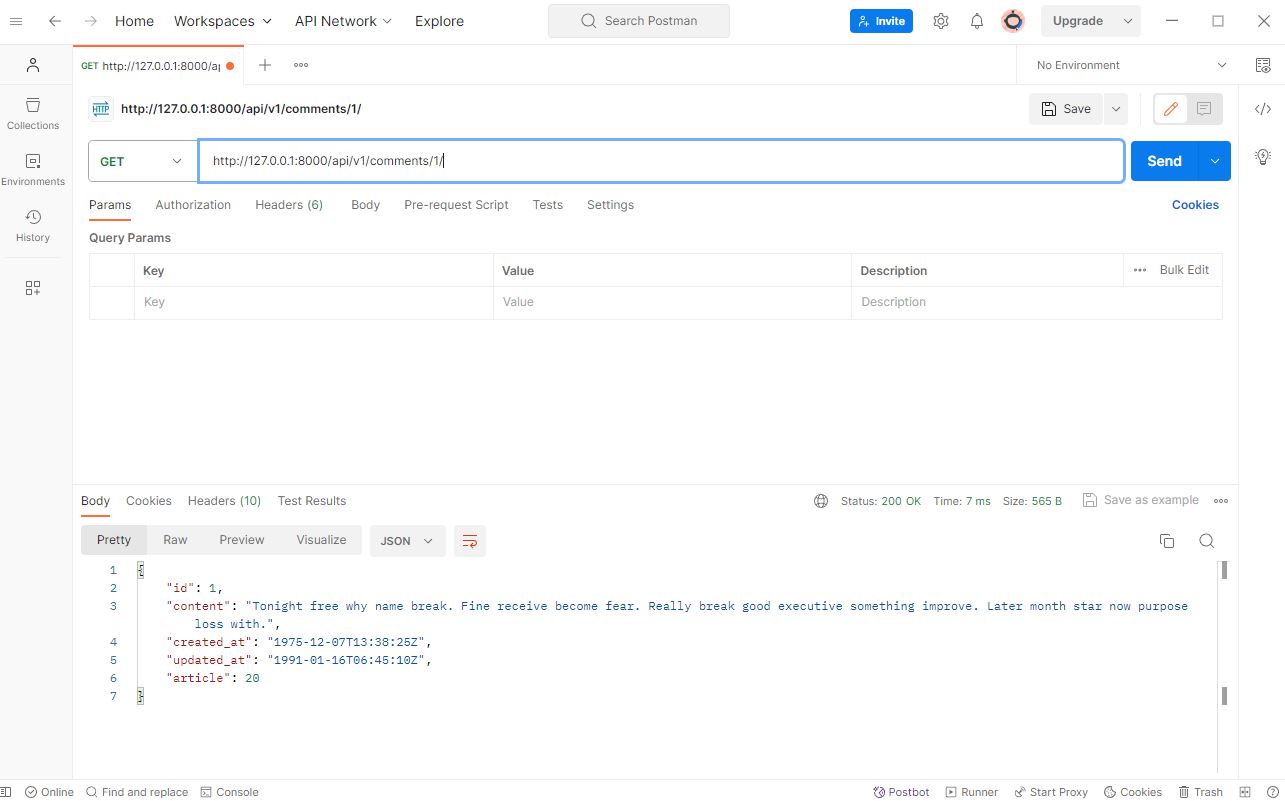 Home Workspaces API Network Explore Search Postman Invite Upgrade
GET http://127.0.0.1:8000/a No Environment
HTTP http://127.0.0.1:8000/api/v1/comments/1/ Save
Collections
GET http://127.0.0.1:8000/api/v1/comments/1/ Send
Environments
Params Authorization Headers (6) Body Pre-request Script Tests Settings Cookies
History
Query Params
Key Value Description Bulk Edit
Key Value Description
Body Cookies Headers (10) Test Results Status: 200 OK Time: 7 ms Size: 565 B Save as example
Pretty Raw Preview Visualize JSON
1 {
2 "id": 1,
3 "content": "Tonight free why name break. Fine receive become fear. Really break good executive something improve. Later month star now purpose
loss with.",
4 "created_at": "1975-12-07T13:38:25Z",
5 "updated_at": "1991-01-16T06:45:10Z",
6 "article": 20
7 }
Online Find and replace Console Postbot Runner Start Proxy Cookies Trash